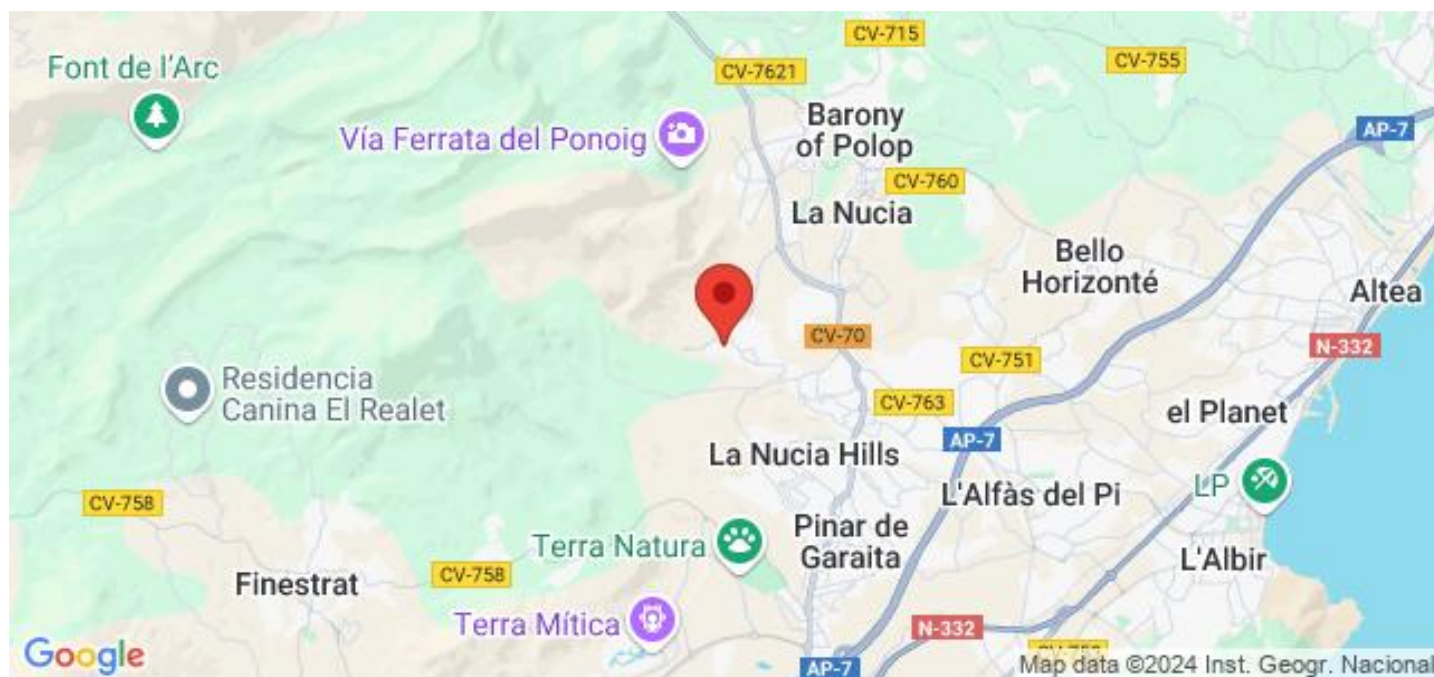 CV-715
CV-755
Font de l'Arc
CV-7621
Barony
of Polop
AP-7
Vía Ferrata del Ponoig
CV-760
La Nucia
Bello
Horizonté
Altea
CV-70
N-332
CV-751
Residencia
Canina El Realet
CV-763
el Planet
AP-7
La Nucia Hills
LP
L'Alfàs del Pi
CV-758
Pinar de
Garaita
Terra Natura
L'Albir
CV-758
Finestrat
Terra Mítica
N-332
Google
AP-7
Map data ©2024 Inst. Geogr. Nacional